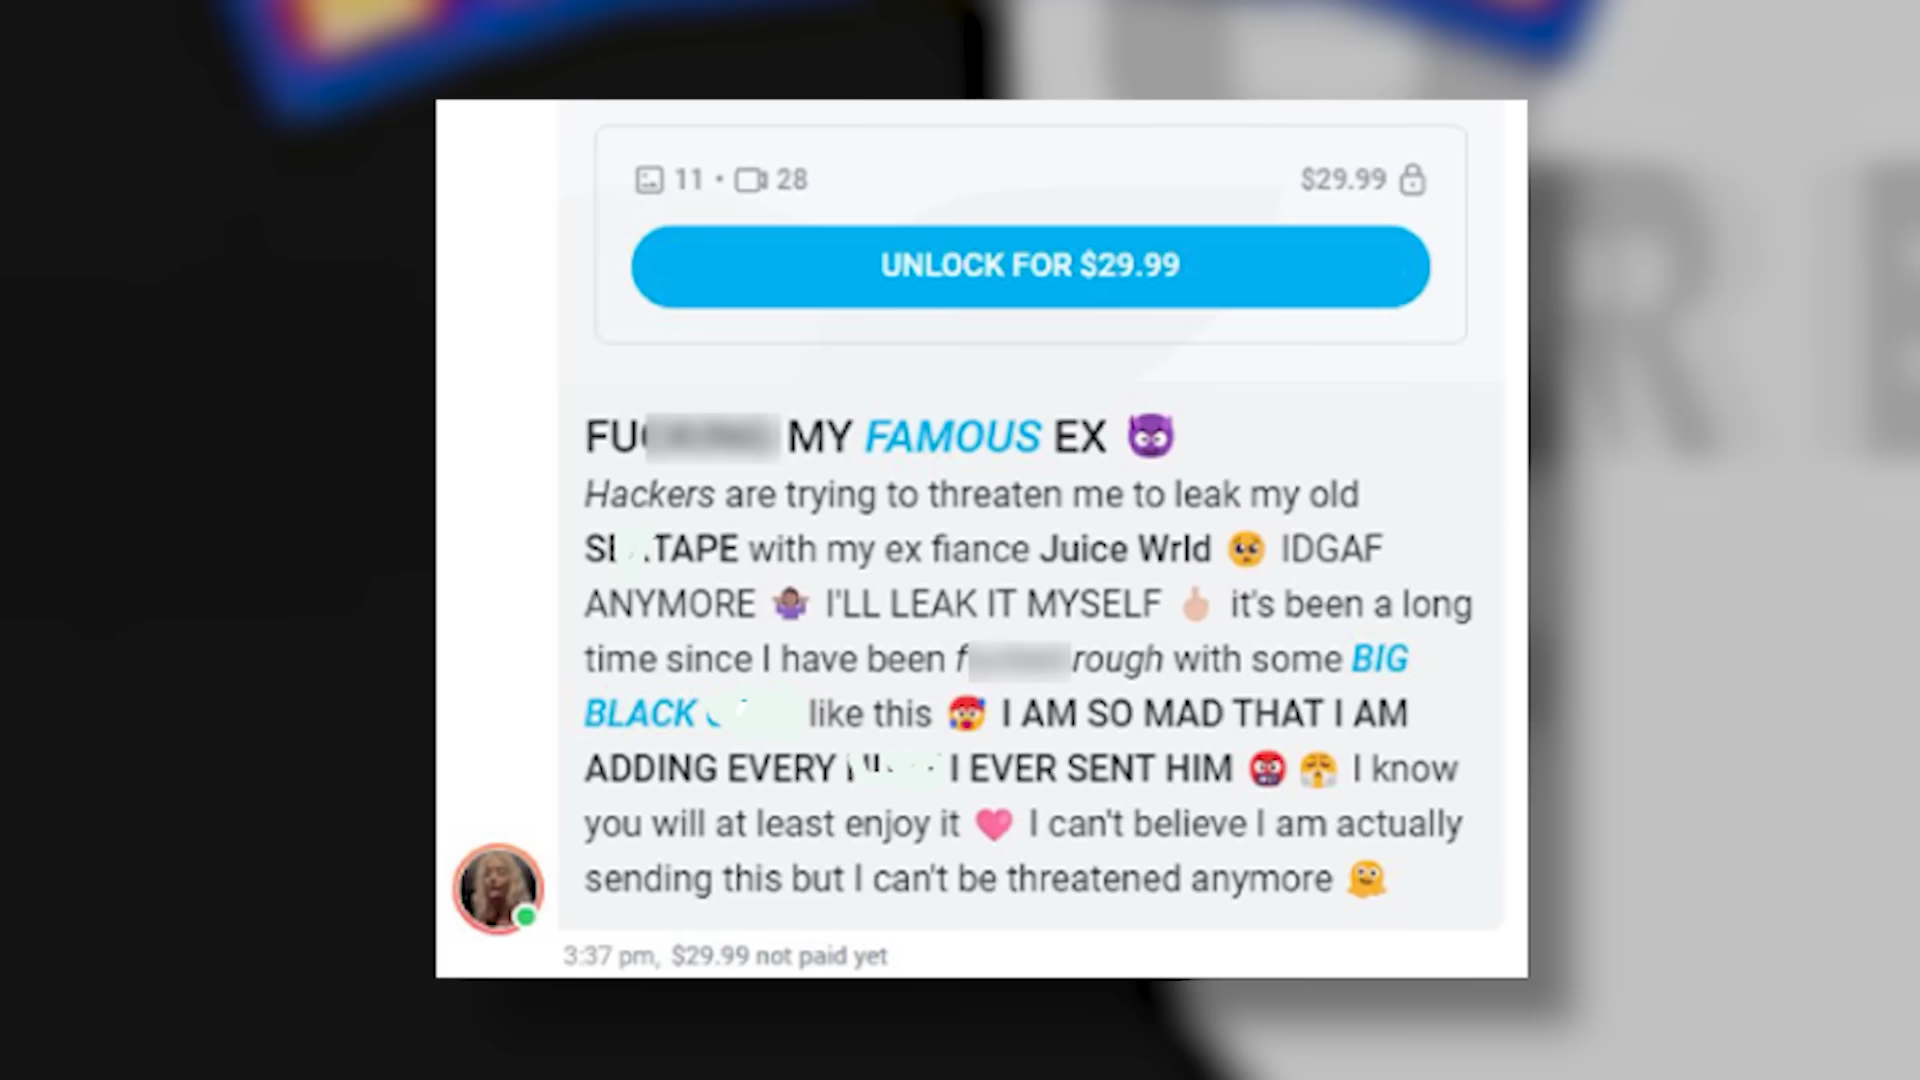 11 • 28 $29.99
UNLOCK FOR $29.99
FU MY FAMOUS EX 😈
Hackers are trying to threaten me to leak my old
TAPE with my ex fiance Juice Wrld 🥺 IDGAF
ANYMORE 🤷🏾‍♀️ I'LL LEAK IT MYSELF 🖕🏻 it's been a long
time since I have been f rough with some BIG
BLACK like this 🥵 I AM SO MAD THAT I AM
ADDING EVERY I EVER SENT HIM 👹 😤 I know
you will at least enjoy it 💗 I can't believe I am actually
sending this but I can't be threatened anymore 🫠
3:37 pm, $29.99 not paid yet
R E